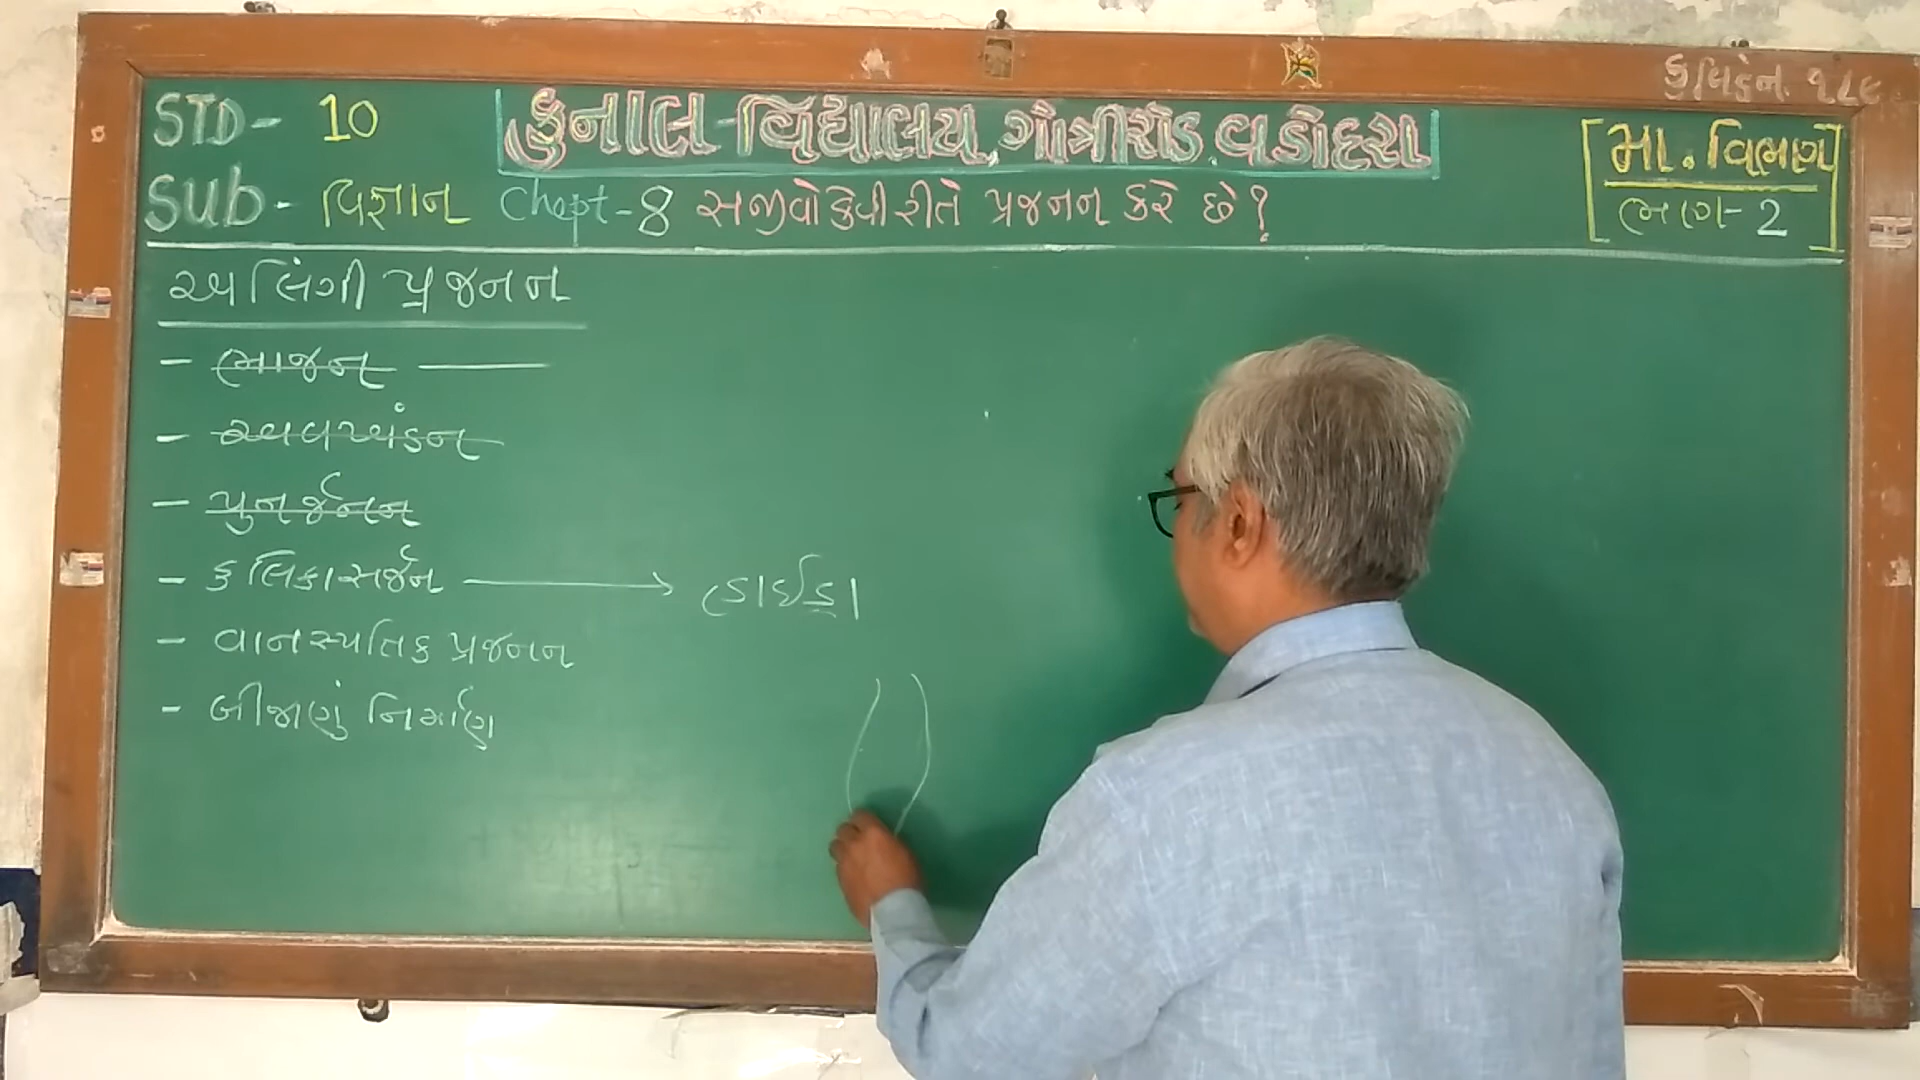 STD- 10 કુનાલ વિદ્યાલય, ગોત્રીરોડ, વડોદરા
SUB - વિજ્ઞાન Chept - 8 સજીવો કેવી રીતે પ્રજનન કરે છે ?
મા. વિભાગ
ભાગ- 2
અલિંગી પ્રજનન
- ભાજન
- અવખંડન
- પુનર્જનન
- કલિકાસર્જન → હાઈડ્રા
- વાનસ્પતિક પ્રજનન
- બીજાણું નિર્માણ